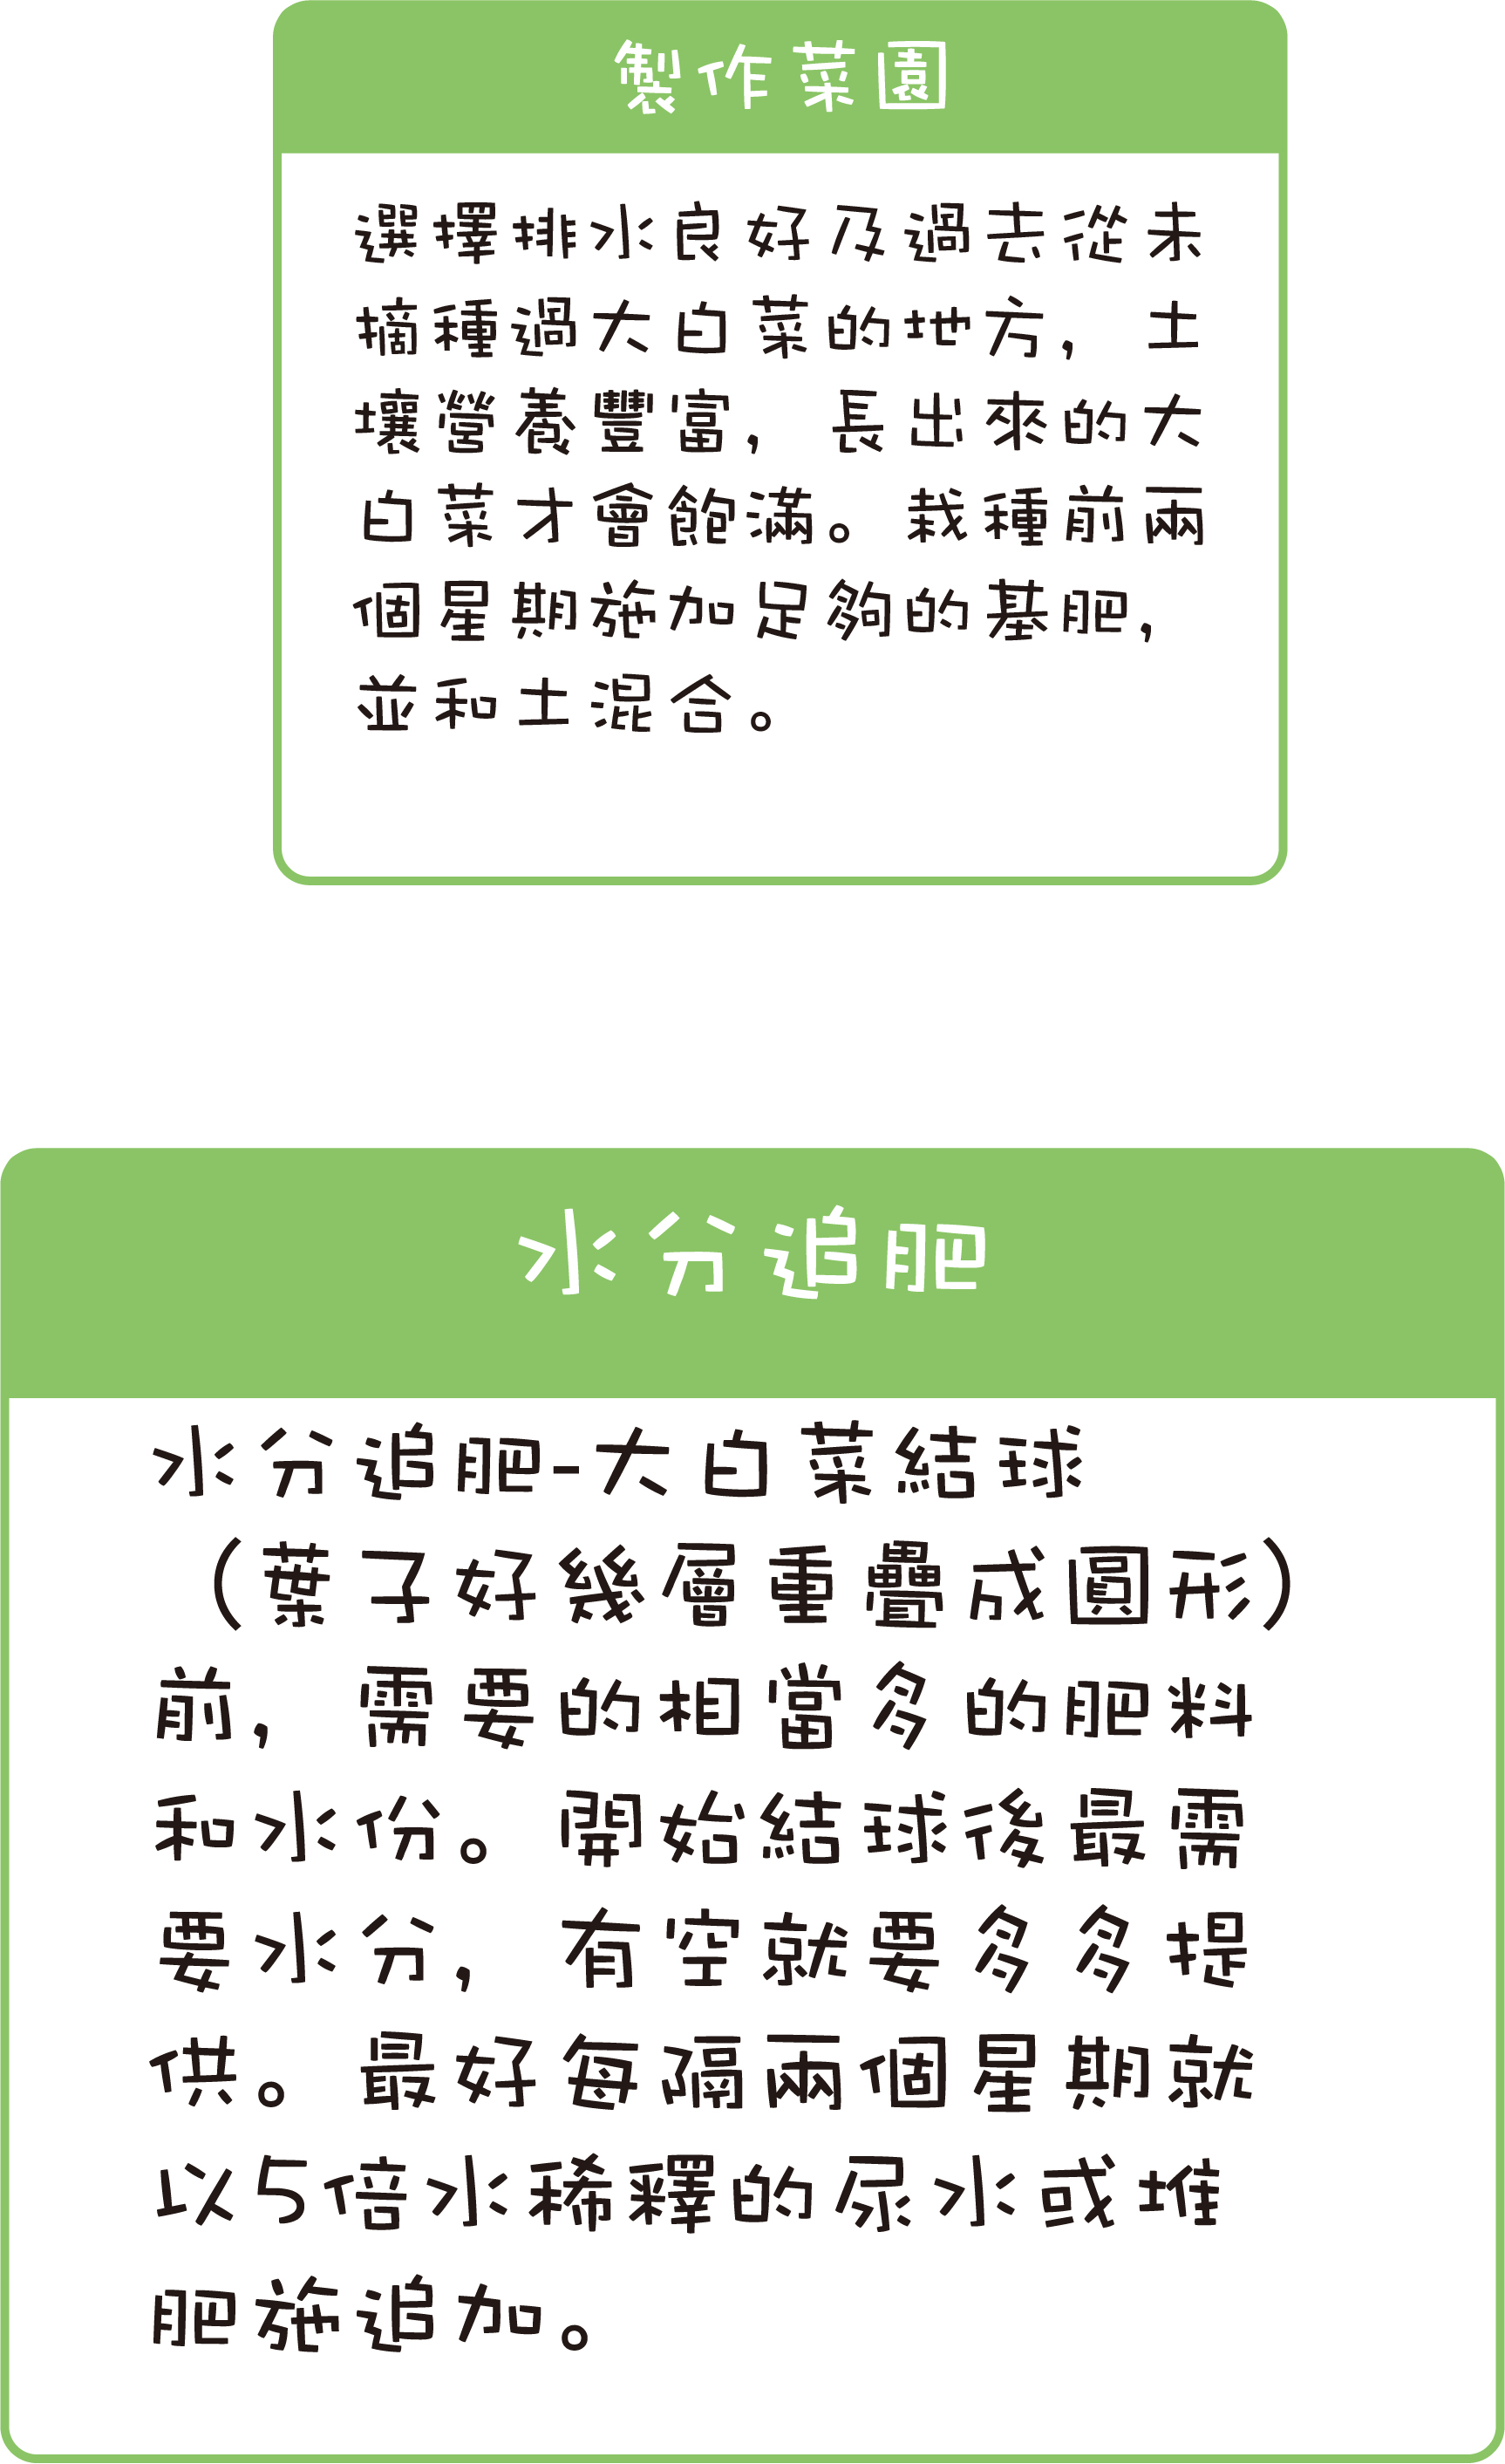 製作菜園
選擇排水良好及過去從未
摘種過大白菜的地方，土
壤營養豐富，長出來的大
白菜才會飽滿。栽種前兩
個星期施加足夠的基肥，
並和土混合。
水分追肥
水分追肥-大白菜結球
（葉子好幾層重疊成圖形）
前，需要的相當多的肥料
和水份。開始結球後最需
要水分，有空就要多多提
供。最好每隔兩個星期就
以5倍水稀釋的尿水或堆
肥施追加。